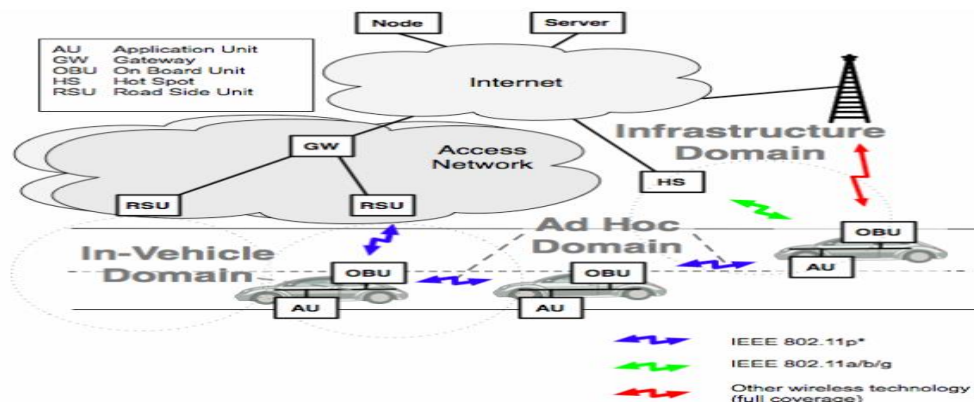 Node
Server
AU Application Unit
GW Gateway
OBU On Board Unit
HS Hot Spot
RSU Road Side Unit
Internet
Infrastructure
Domain
GW
Access
Network
HS
RSU
RSU
OBU
Ad Hoc
Domain
In-Vehicle
Domain
AU
OBU
OBU
AU
AU
IEEE 802.11p*
IEEE 802.11a/b/g
Other wireless technology
(full coverage)